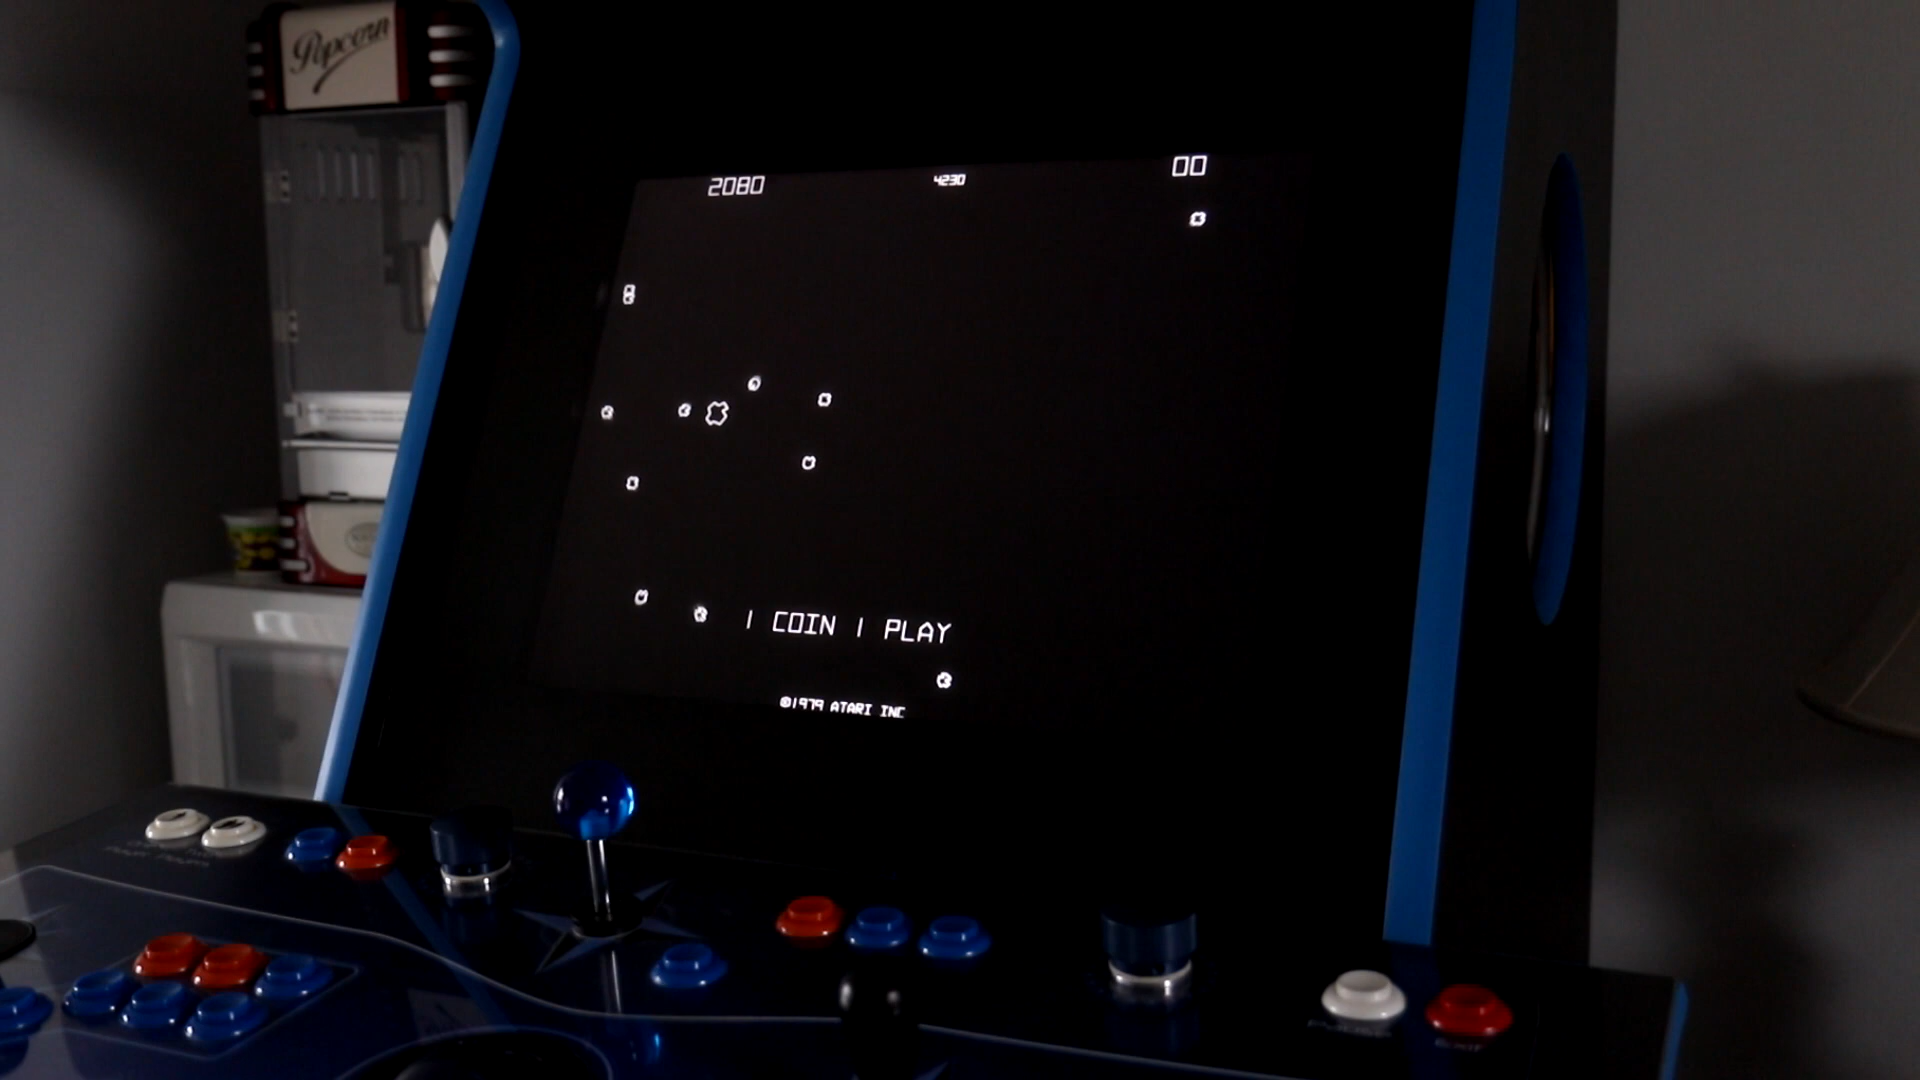 Popcorn
2080
4230
00
1 COIN 1 PLAY
©1979 ATARI INC